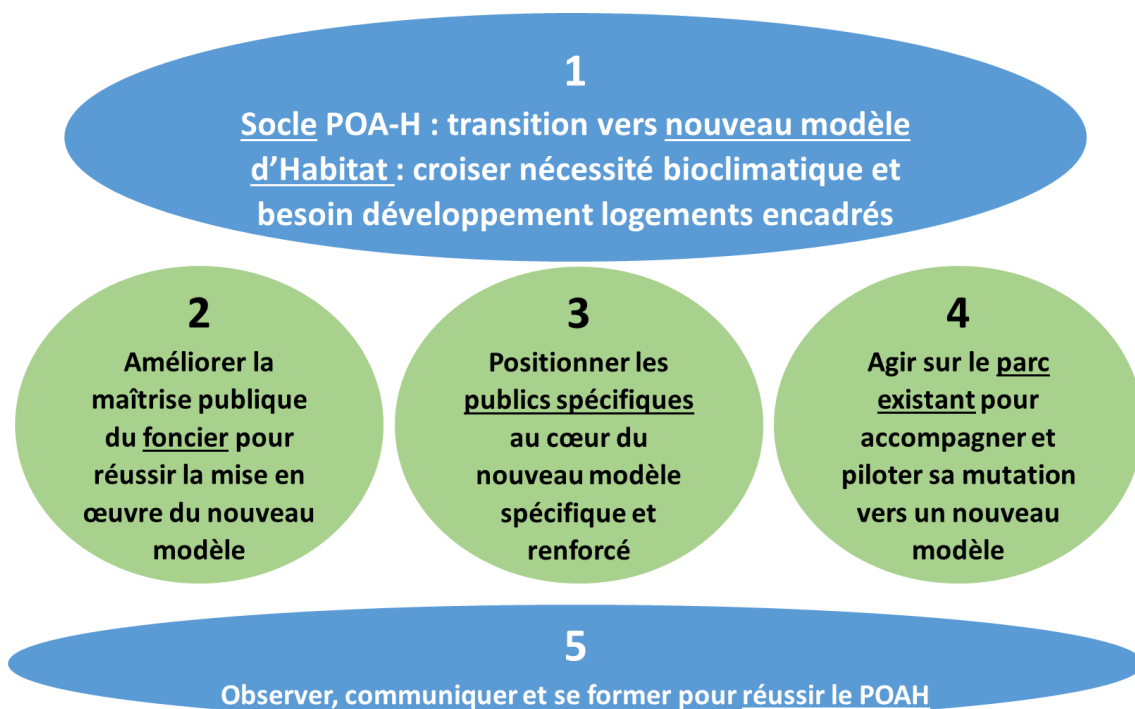 1
Socle POA-H : transition vers nouveau modèle
d’Habitat : croiser nécessité bioclimatique et
besoin développement logements encadrés
2
Améliorer la
maîtrise publique
du foncier pour
réussir la mise en
œuvre du nouveau
modèle
3
Positionner les
publics spécifiques
au cœur du
nouveau modèle
spécifique et
renforcé
4
Agir sur le parc
existant pour
accompagner et
piloter sa mutation
vers un nouveau
modèle
5
Observer, communiquer et se former pour réussir le POAH